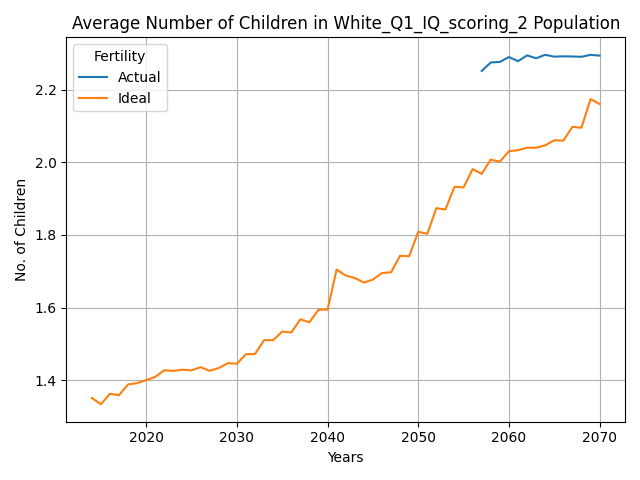 Average Number of Children in White_Q1_IQ_scoring_2 Population
Fertility
Actual
Ideal
2.2
2.0
1.8
1.6
1.4
No. of Children
2020 2030 2040 2050 2060 2070
Years